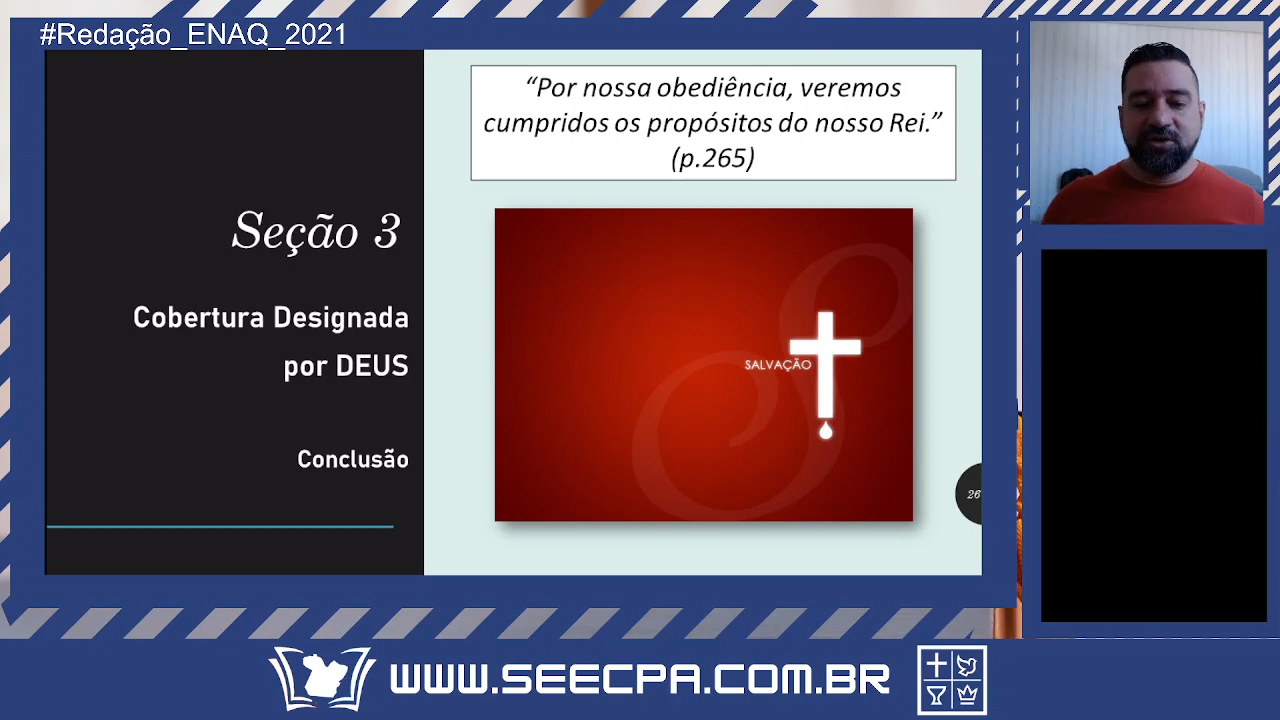 #Redação_ENAQ_2021
“Por nossa obediência, veremos
cumpridos os propósitos do nosso Rei.”
(p.265)
Seção 3
Cobertura Designada
por DEUS
Conclusão
SALVAÇÃO
26
WWW.SEECPA.COM.BR